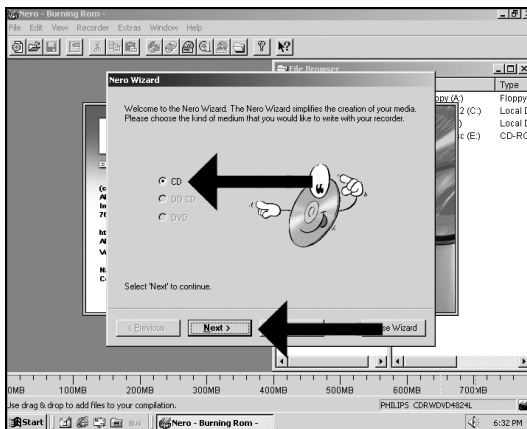 Nero - Burning Rom -
File Edit View Recorder Extras Window Help
File Browser
Nero Wizard
Type
Floppy
Local D
Local D
CD-RO
(A:)
2 (C:)
(E:)
Welcome to the Nero Wizard. The Nero Wizard simplifies the creation of your media.
Please choose the kind of medium that you would like to write with your recorder.
CD
DD CD
DVD
Select 'Next' to continue.
< Previous Next > se Wizard
0MB 100MB 200MB 300MB 400MB 500MB 600MB 700MB
Use drag & drop to add files to your compilation.
PHILIPS CDRWDVD4824L
Start Nero - Burning Rom - 6:32 PM